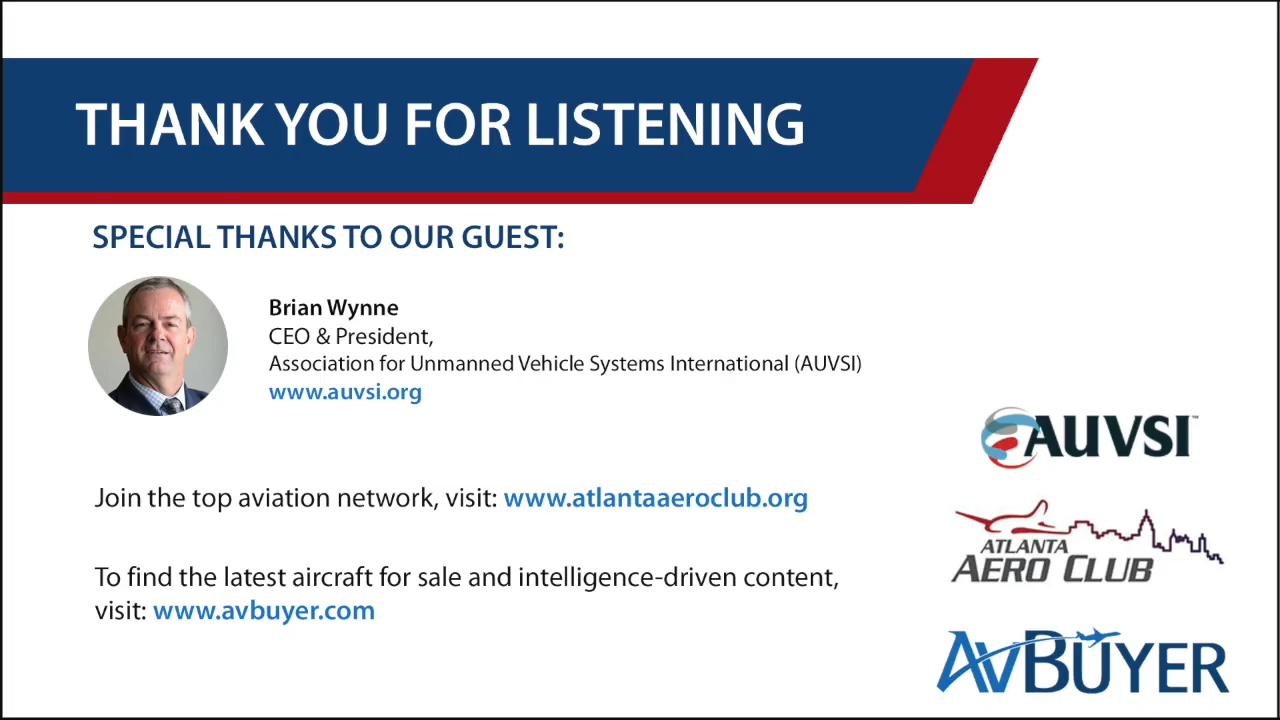 THANK YOU FOR LISTENING
SPECIAL THANKS TO OUR GUEST:
Brian Wynne
CEO & President,
Association for Unmanned Vehicle Systems International (AUVSI)
www.auvsi.org
Join the top aviation network, visit: www.atlantaaeroclub.org
To find the latest aircraft for sale and intelligence-driven content,
visit: www.avbuyer.com
AUVSI™
ATLANTA
AERO CLUB
AVBUYER